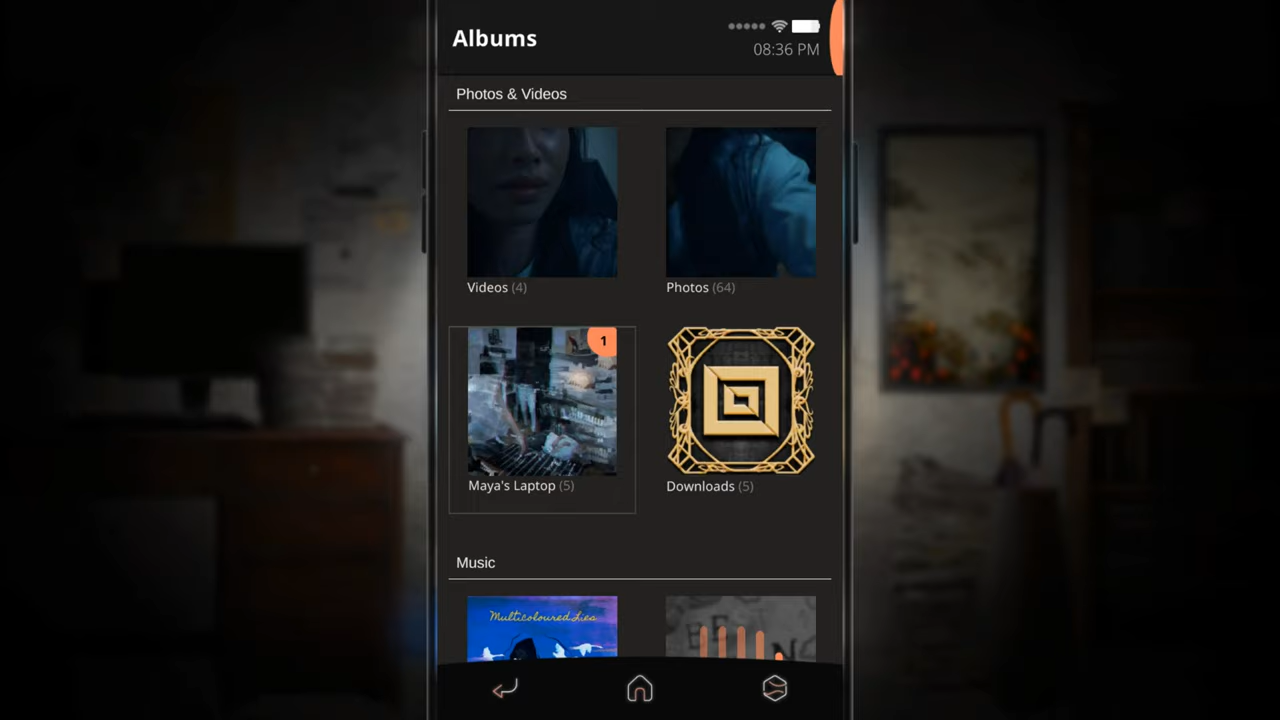 Albums
08:36 PM
Photos & Videos
Videos (4)
Photos (64)
1
Maya's Laptop (5)
Downloads (5)
Music
Multicoloured Lies
BE